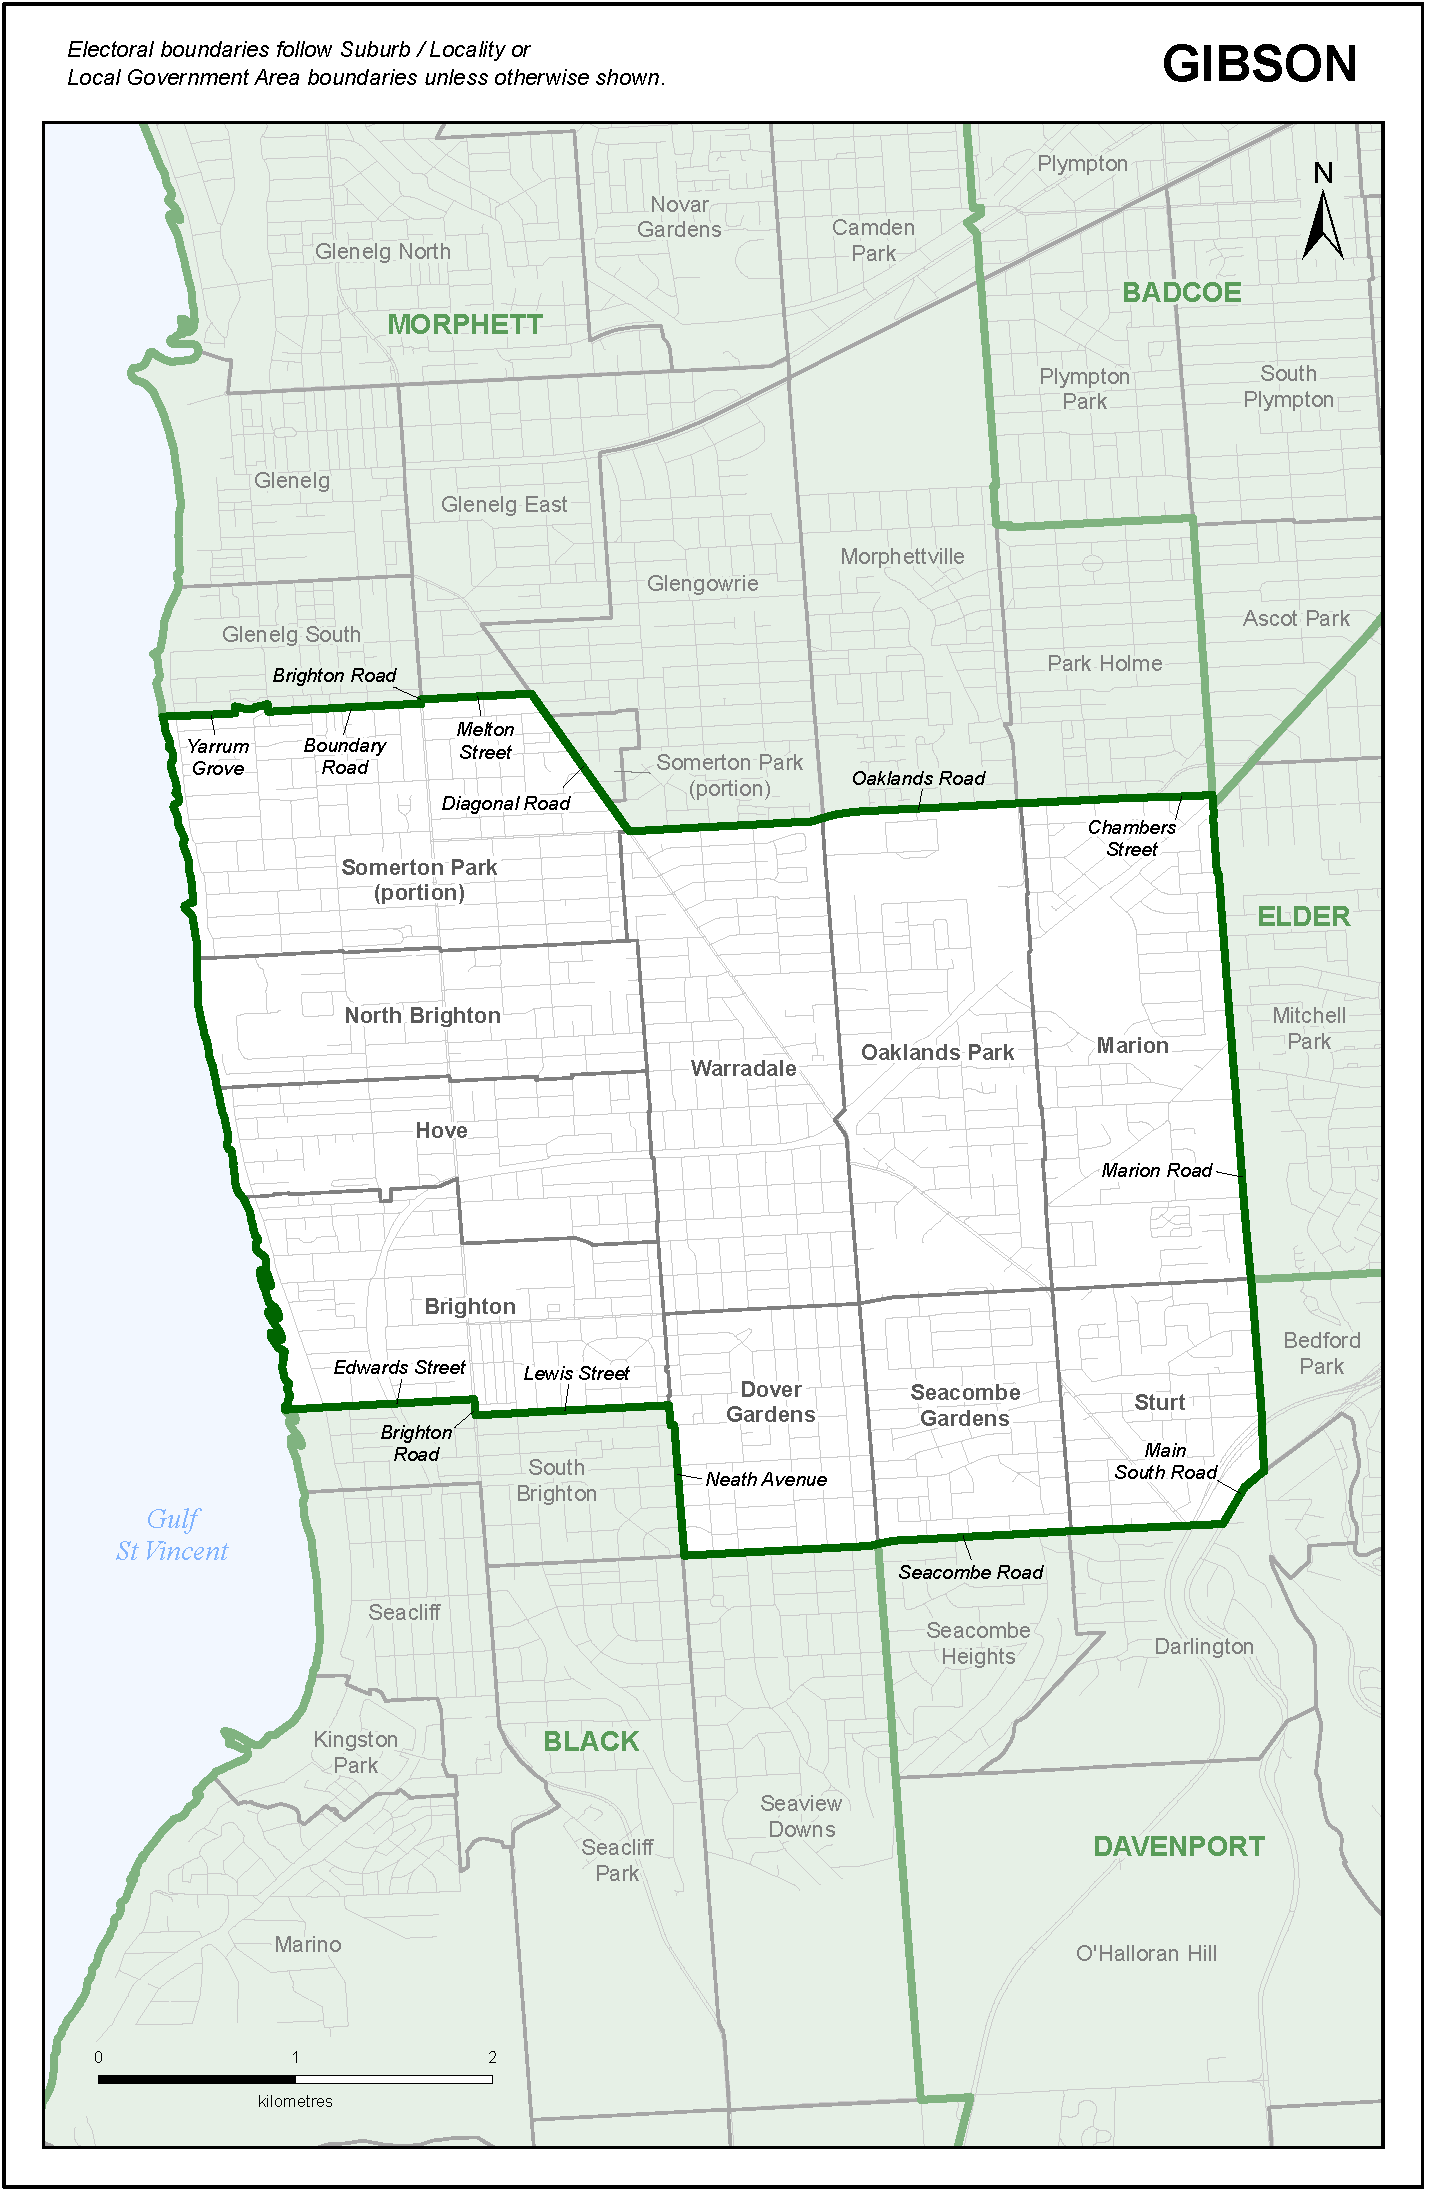 Electoral boundaries follow Suburb / Locality or
Local Government Area boundaries unless otherwise shown.
GIBSON
N
Plympton
Novar
Gardens
Camden
Park
Glenelg North
BADCOE
MORPHETT
Plympton
Park
South
Plympton
Glenelg
Glenelg East
Morphettville
Glengowrie
Ascot Park
Glenelg South
Park Holme
Brighton Road
Melton
Street
Yarrum
Grove
Boundary
Road
Somerton Park
(portion)
Oaklands Road
Diagonal Road
Chambers
Street
Somerton Park
(portion)
ELDER
North Brighton
Mitchell
Park
Warradale
Oaklands Park
Marion
Hove
Marion Road
Brighton
Bedford
Park
Edwards Street
Lewis Street
Dover
Gardens
Seacombe
Gardens
Sturt
Brighton
Road
Main
South Road
South
Brighton
Neath Avenue
Gulf
St Vincent
Seacombe Road
Seacliff
Seacombe
Heights
Darlington
Kingston
Park
BLACK
Seaview
Downs
Seacliff
Park
DAVENPORT
Marino
O'Halloran Hill
0 1 2
kilometres